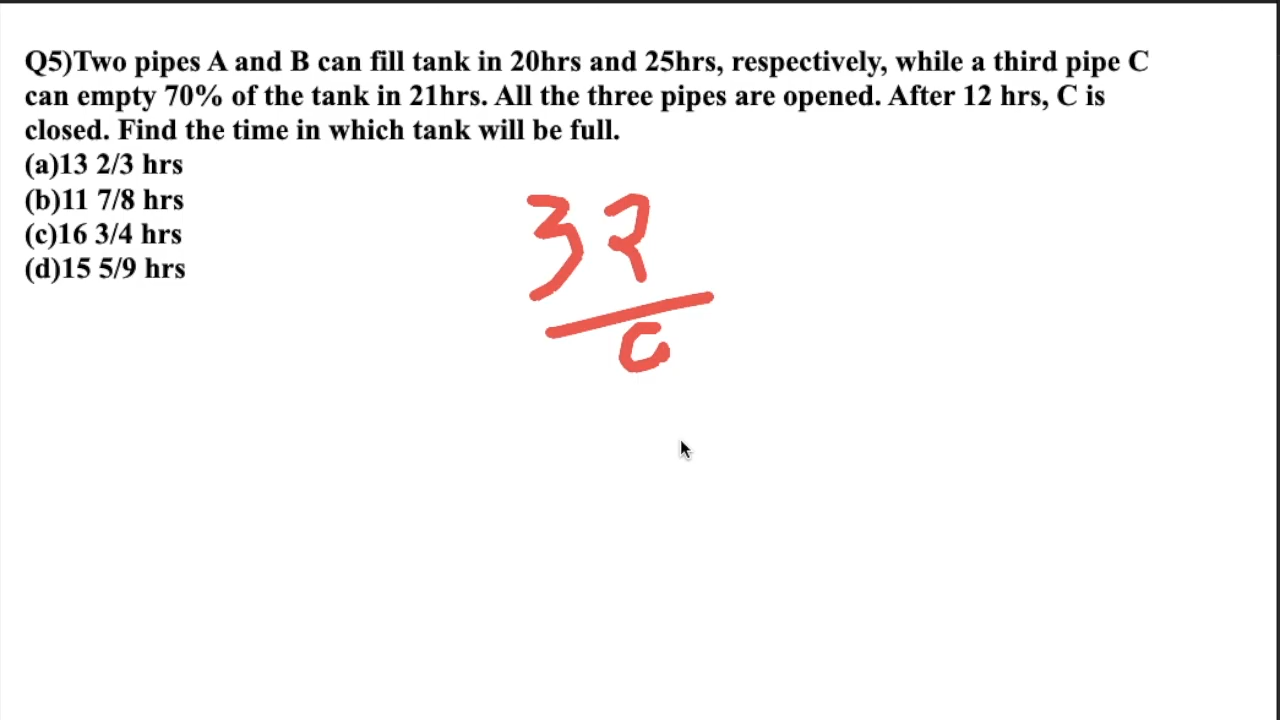 Q5)Two pipes A and B can fill tank in 20hrs and 25hrs, respectively, while a third pipe C
can empty 70% of the tank in 21hrs. All the three pipes are opened. After 12 hrs, C is
closed. Find the time in which tank will be full.
(a)13 2/3 hrs
(b)11 7/8 hrs
(c)16 3/4 hrs
(d)15 5/9 hrs